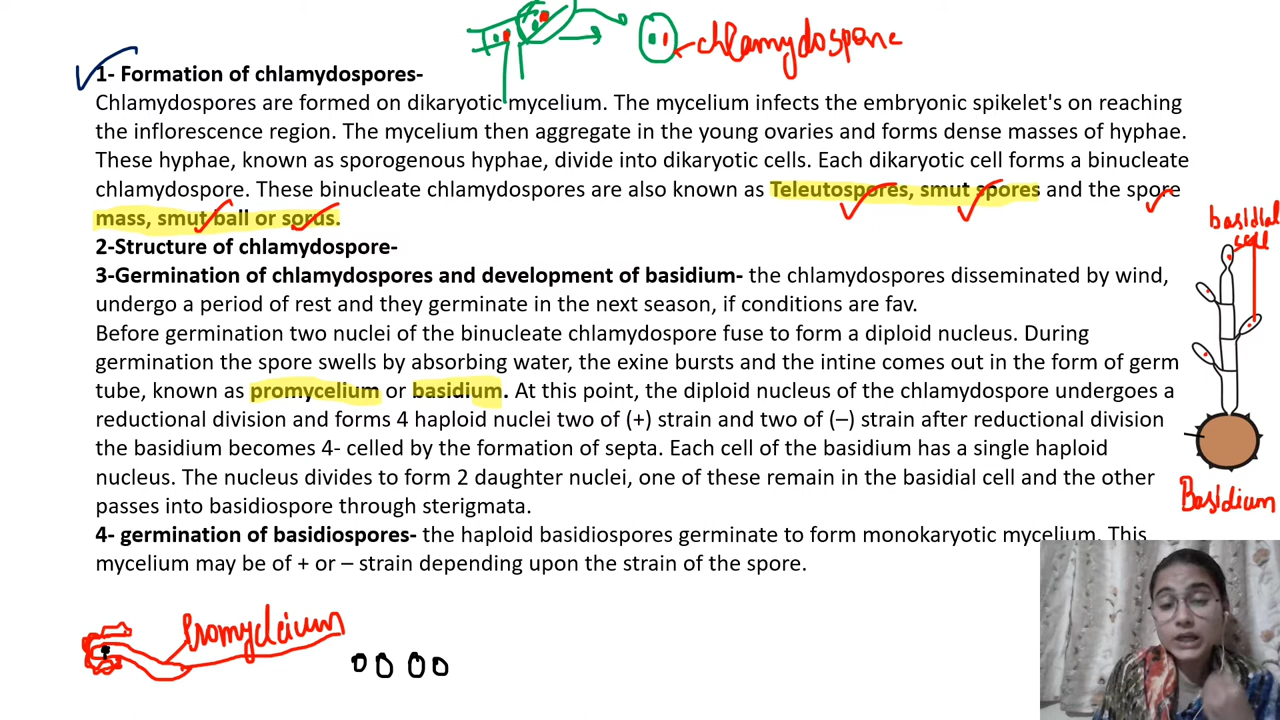 chlamydospore
1- Formation of chlamydospores-
Chlamydospores are formed on dikaryotic mycelium. The mycelium infects the embryonic spikelet's on reaching
the inflorescence region. The mycelium then aggregate in the young ovaries and forms dense masses of hyphae.
These hyphae, known as sporogenous hyphae, divide into dikaryotic cells. Each dikaryotic cell forms a binucleate
chlamydospore. These binucleate chlamydospores are also known as Teleutospores, smut spores and the spore
mass, smut ball or sorus.
basidial
cell
2-Structure of chlamydospore-
3-Germination of chlamydospores and development of basidium- the chlamydospores disseminated by wind,
undergo a period of rest and they germinate in the next season, if conditions are fav.
Before germination two nuclei of the binucleate chlamydospore fuse to form a diploid nucleus. During
germination the spore swells by absorbing water, the exine bursts and the intine comes out in the form of germ
tube, known as promycelium or basidium. At this point, the diploid nucleus of the chlamydospore undergoes a
reductional division and forms 4 haploid nuclei two of (+) strain and two of (–) strain after reductional division
the basidium becomes 4- celled by the formation of septa. Each cell of the basidium has a single haploid
nucleus. The nucleus divides to form 2 daughter nuclei, one of these remain in the basidial cell and the other
passes into basidiospore through sterigmata.
Basidium
4- germination of basidiospores- the haploid basidiospores germinate to form monokaryotic mycelium. This
mycelium may be of + or – strain depending upon the strain of the spore.
Promycleium